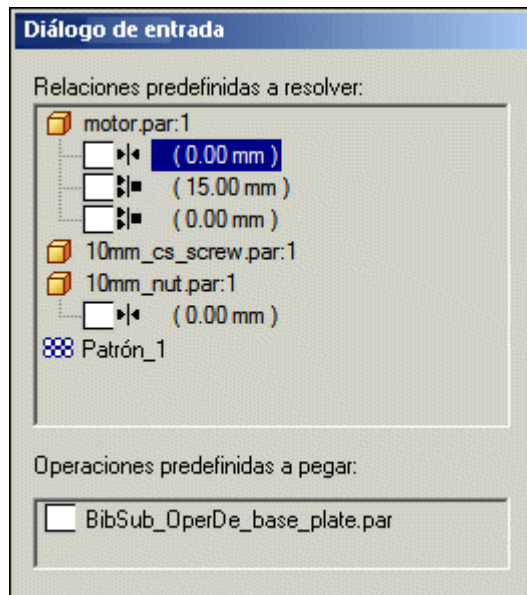 Diálogo de entrada
Relaciones predefinidas a resolver:
motor.par:1
( 0.00 mm )
( 15.00 mm )
( 0.00 mm )
10mm_cs_screw.par:1
10mm_nut.par:1
( 0.00 mm )
Patrón_1
Operaciones predefinidas a pegar:
BibSub_OperDe_base_plate.par